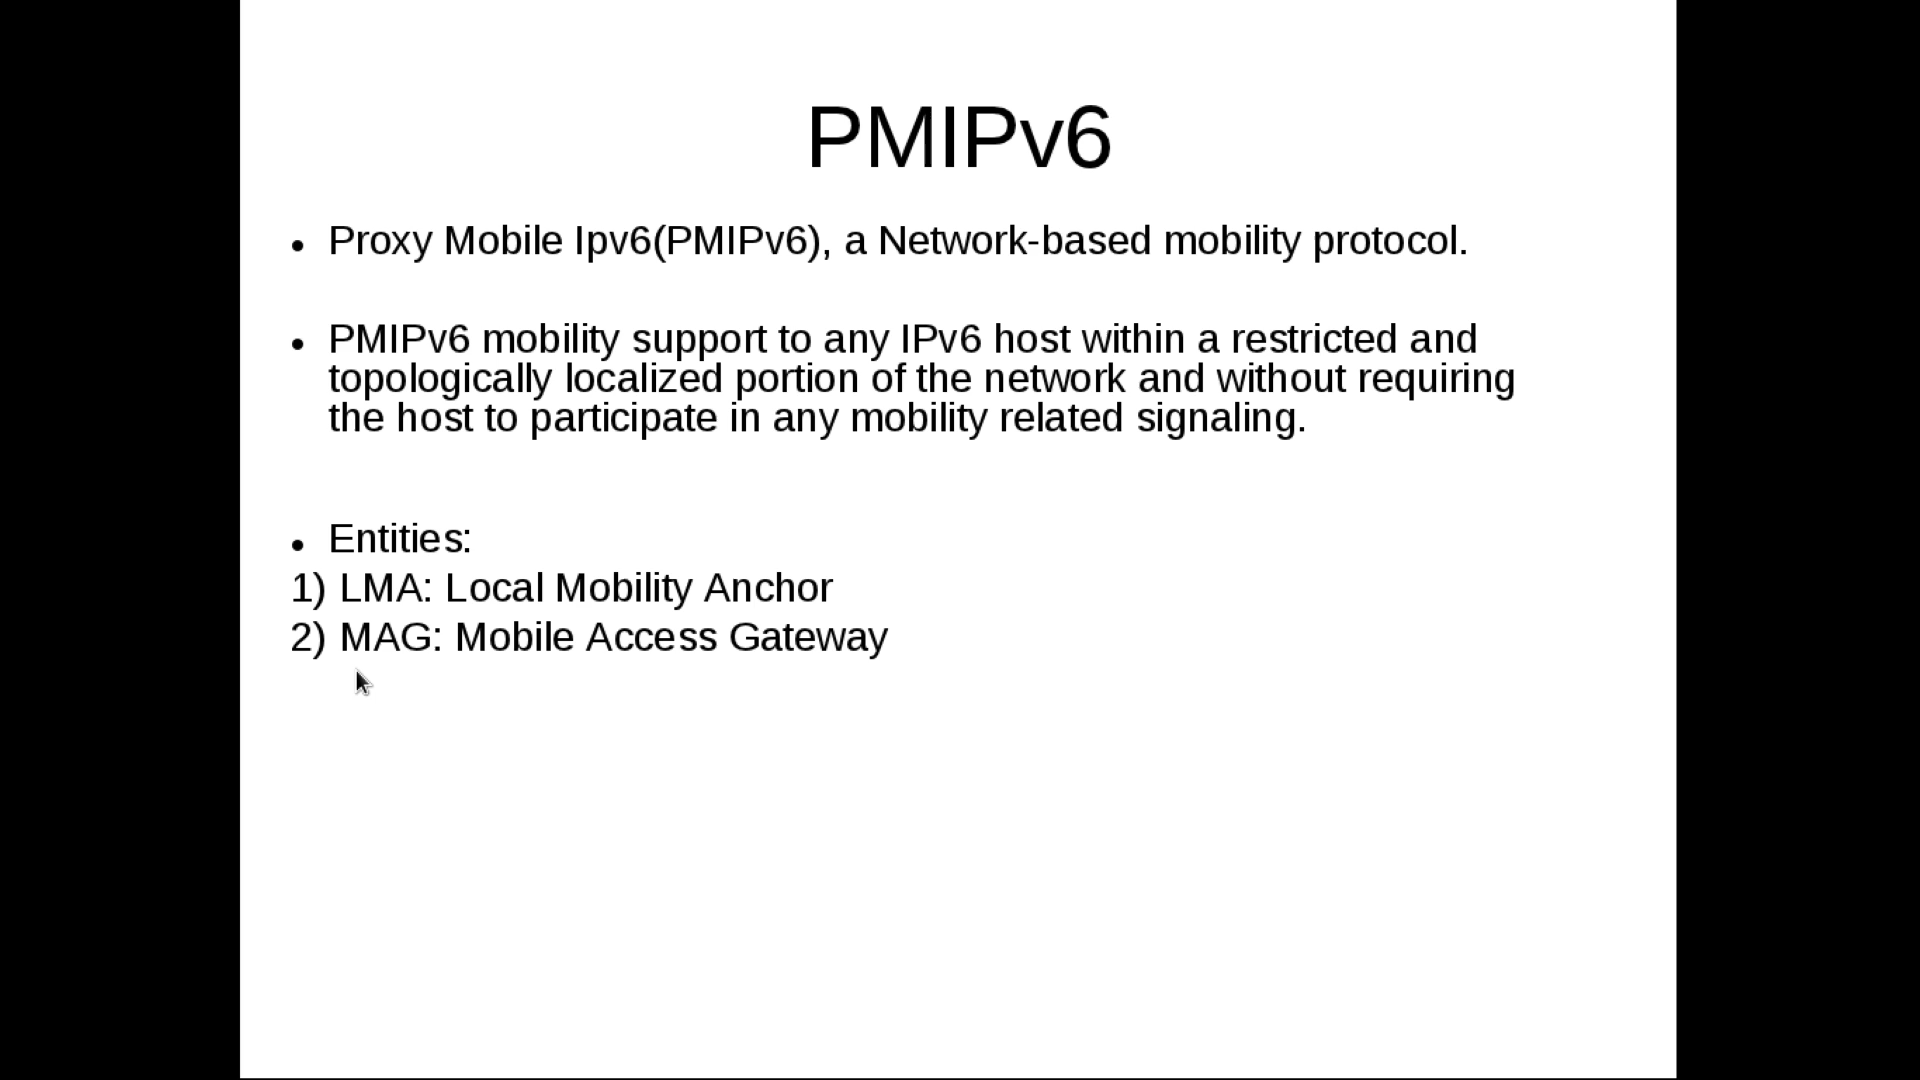 PMIPv6
• Proxy Mobile Ipv6(PMIPv6), a Network-based mobility protocol.
• PMIPv6 mobility support to any IPv6 host within a restricted and
topologically localized portion of the network and without requiring
the host to participate in any mobility related signaling.
• Entities:
1) LMA: Local Mobility Anchor
2) MAG: Mobile Access Gateway